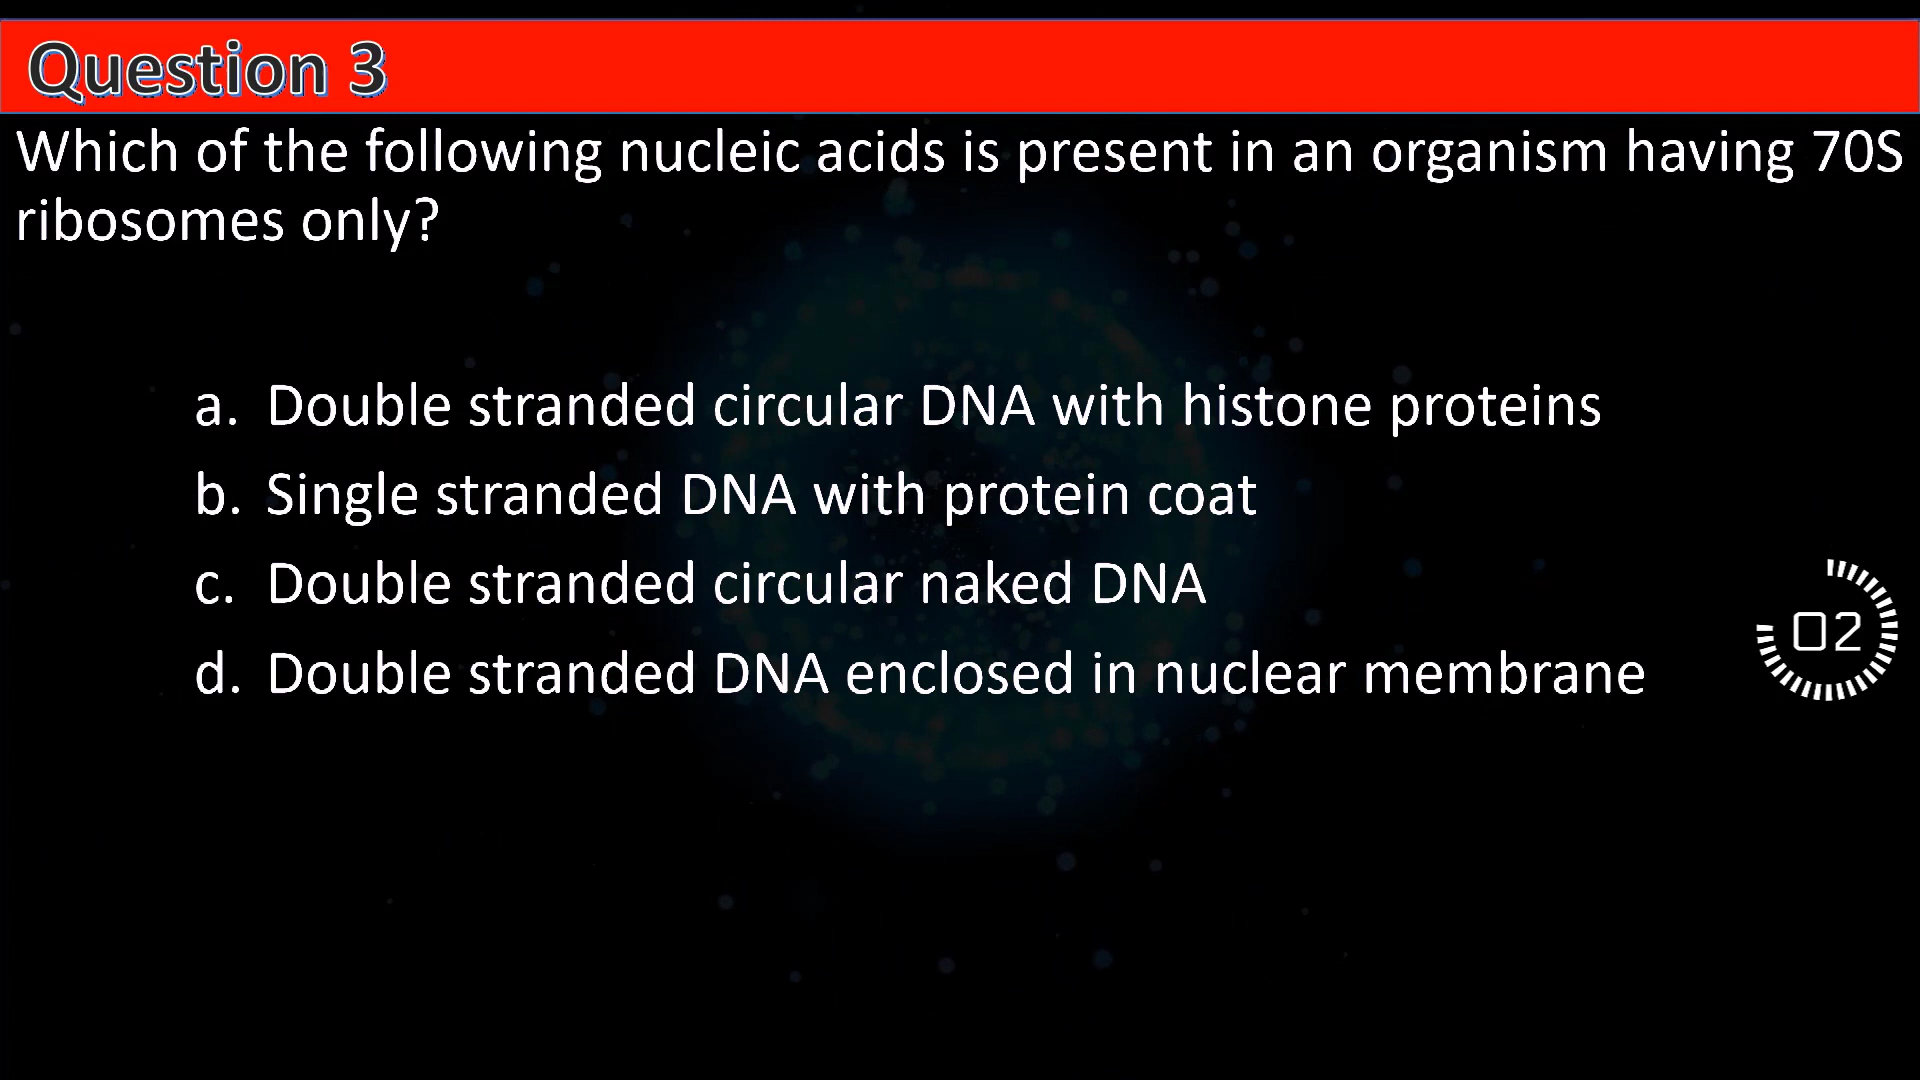 Question 3
Which of the following nucleic acids is present in an organism having 70S
ribosomes only?
a. Double stranded circular DNA with histone proteins
b. Single stranded DNA with protein coat
c. Double stranded circular naked DNA
d. Double stranded DNA enclosed in nuclear membrane
02